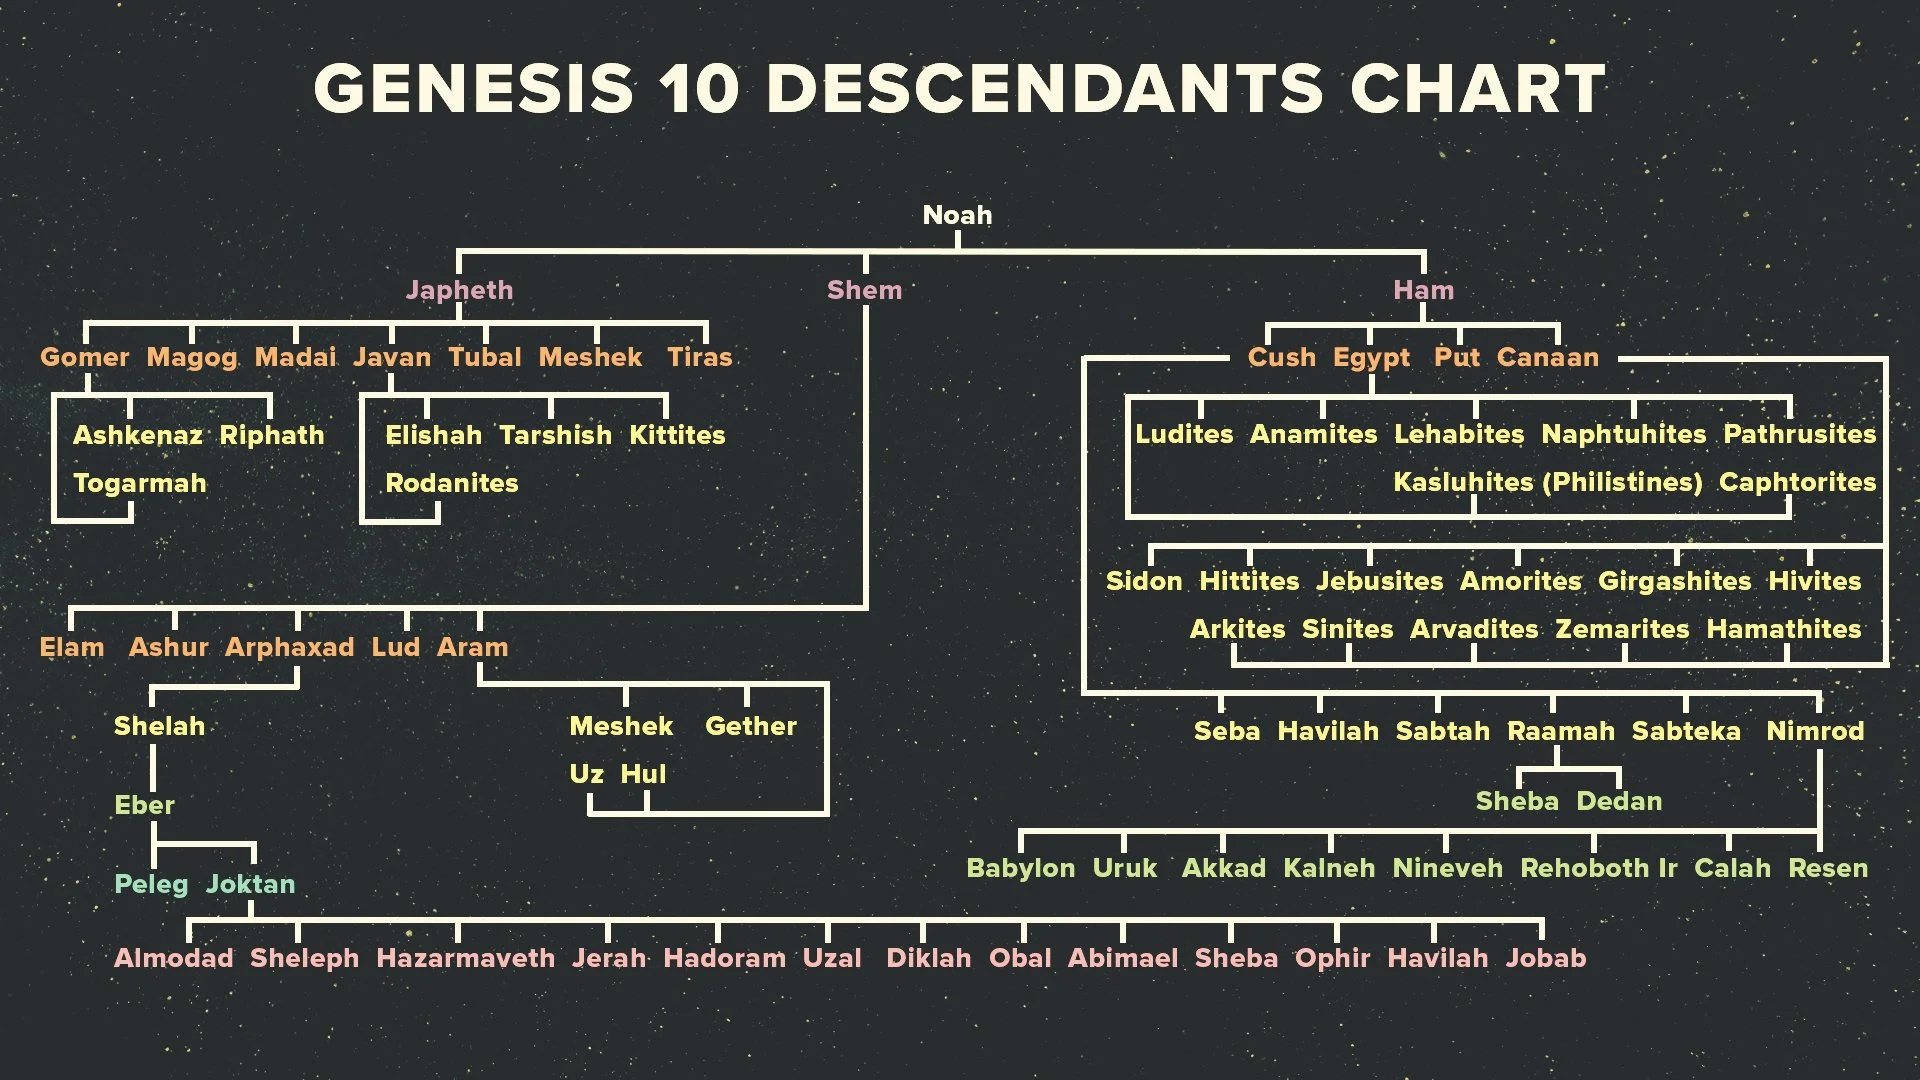 GENESIS 10 DESCENDANTS CHART
Noah
Japheth Shem Ham
Gomer Magog Madai Javan Tubal Meshek Tiras
Cush Egypt Put Canaan
Ashkenaz Riphath
Togarmah
Elishah Tarshish Kittites
Rodanites
Ludites Anamites Lehabites Naphtuhites Pathrusites
Kasluhites (Philistines) Caphtorites
Sidon Hittites Jebusites Amorites Girgashites Hivites
Arkites Sinites Arvadites Zemarites Hamathites
Elam Ashur Arphaxad Lud Aram
Shelah
Meshek Gether
Uz Hul
Seba Havilah Sabtah Raamah Sabteka Nimrod
Sheba Dedan
Eber
Babylon Uruk Akkad Kalneh Nineveh Rehoboth Ir Calah Resen
Peleg Joktan
Almodad Sheleph Hazarmaveth Jerah Hadoram Uzal Diklah Obal Abimael Sheba Ophir Havilah Jobab